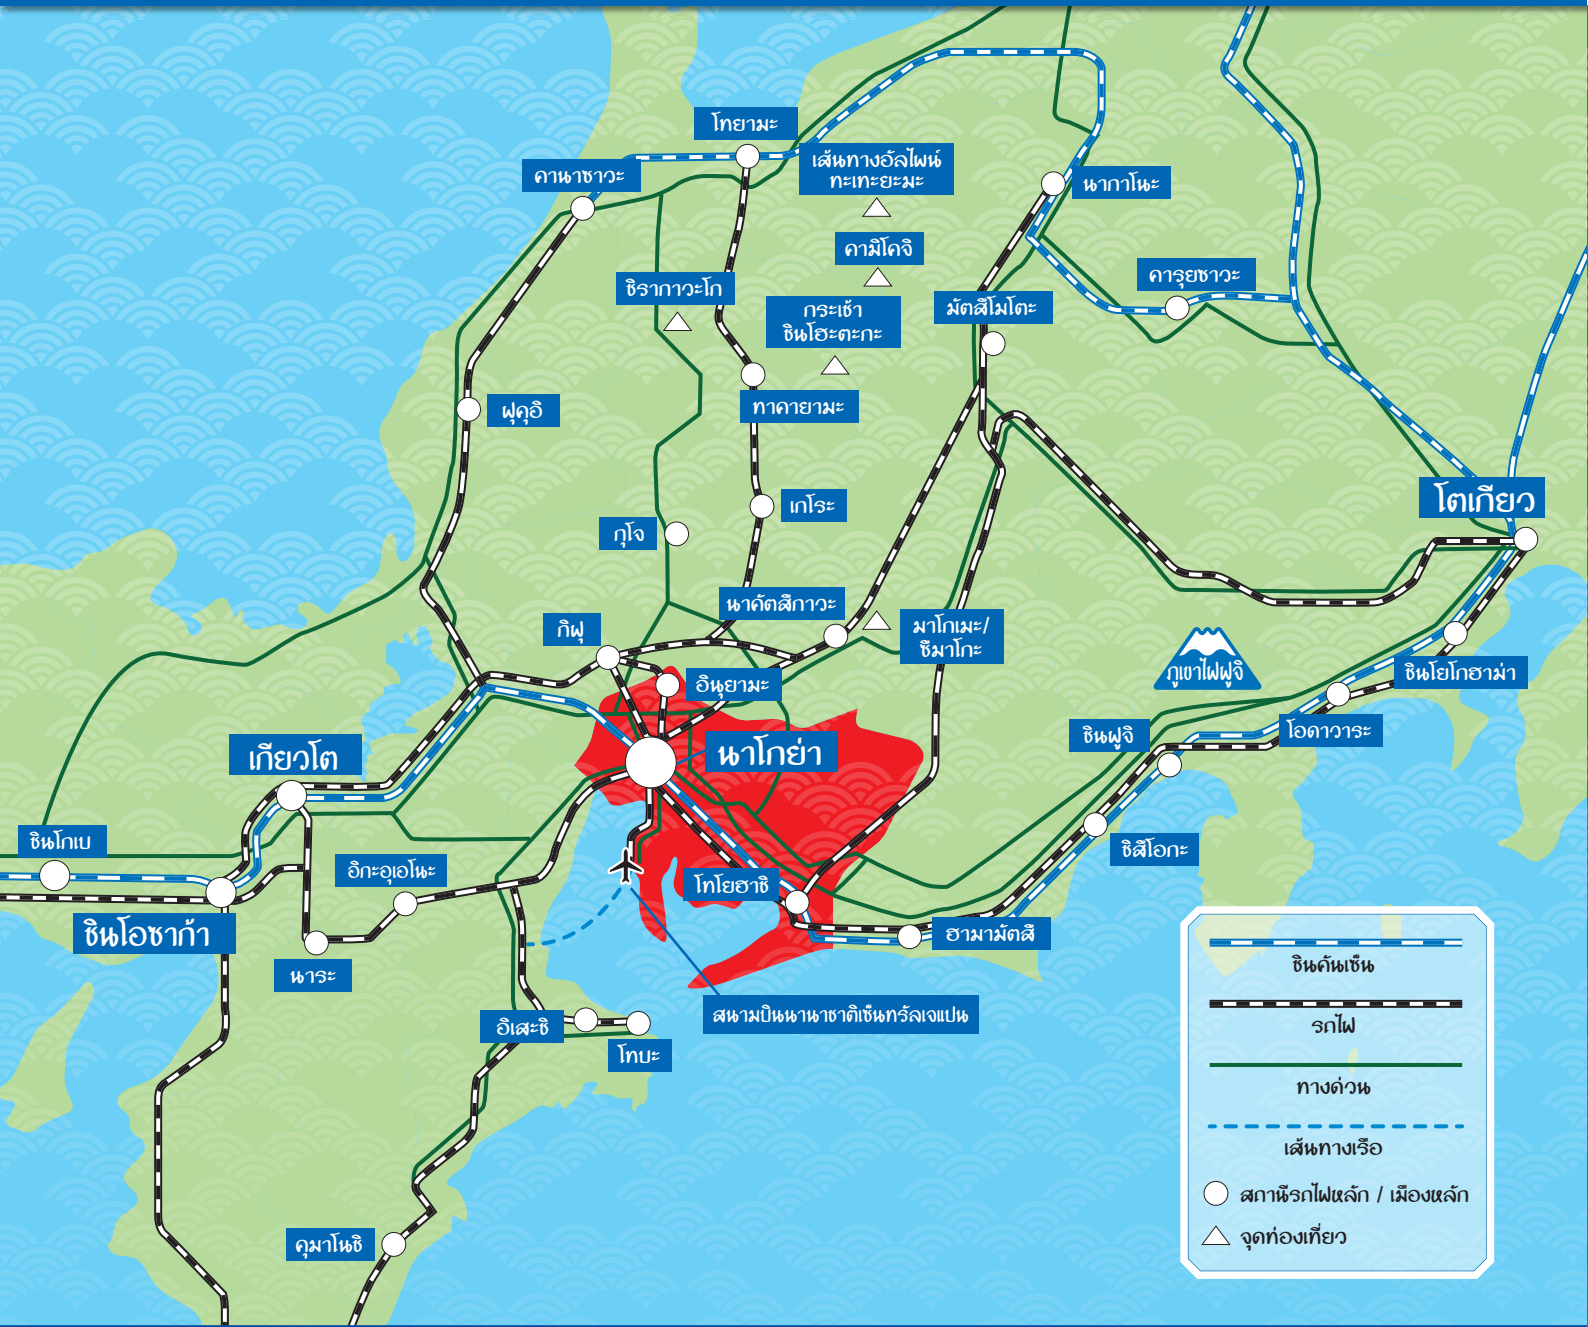 โทยามะ
เส้นทางอัลไพน์
ทะเทะยะมะ
คานาซาวะ
นากาโนะ
คามิโคจิ
คารุยซาวะ
ชิรากาวะโก
กระเช้า
ชินโฮะตะกะ
มัตสึโมโตะ
ฟุคุอิ
ทาคายามะ
โตเกียว
เกโระ
กุโจ
นาคัตสึกาวะ
มาโกเมะ/
ซึมาโกะ
กิฟุ
ภูเขาไฟฟูจิ
ชินโยโกฮาม่า
อินุยามะ
โอดาวาระ
ชินฟูจิ
นาโกย่า
เกียวโต
ชินโกเบ
ชิสึโอกะ
อิกะอุเอโนะ
โทโยฮาชิ
ชินโอซาก้า
ฮามามัตสึ
นาระ
สนามบินนานาชาติเซ็นทรัลเจแปน
อิเสะชิ
โทบะ
คุมาโนชิ
ชินคันเซ็น
รถไฟ
ทางด่วน
เส้นทางเรือ
สถานีรถไฟหลัก / เมืองหลัก
จุดท่องเที่ยว